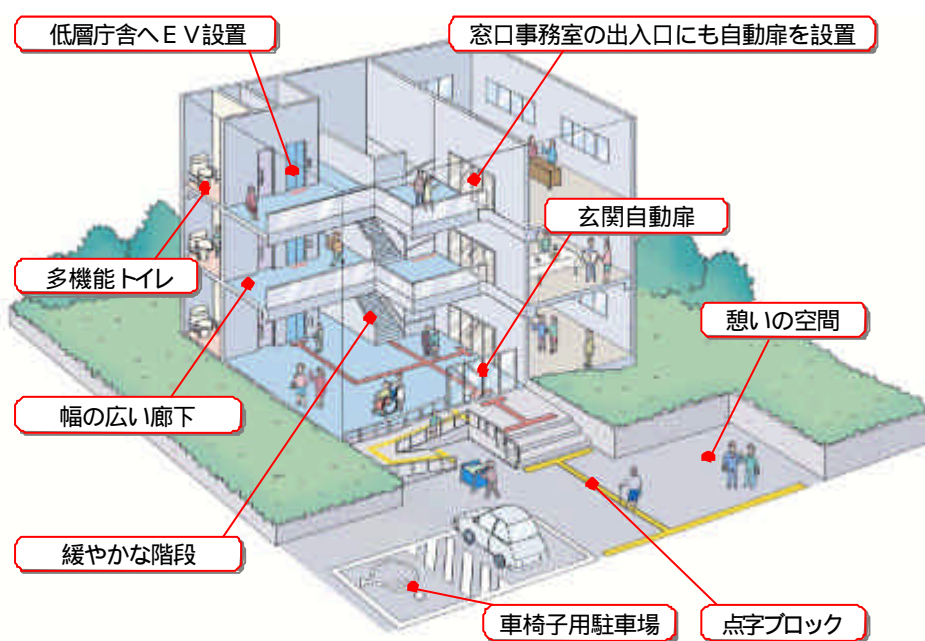 低層庁舎へEV設置
窓口事務室の出入口にも自動扉を設置
玄関自動扉
多機能トイレ
憩いの空間
幅の広い廊下
緩やかな階段
車椅子用駐車場
点字ブロック